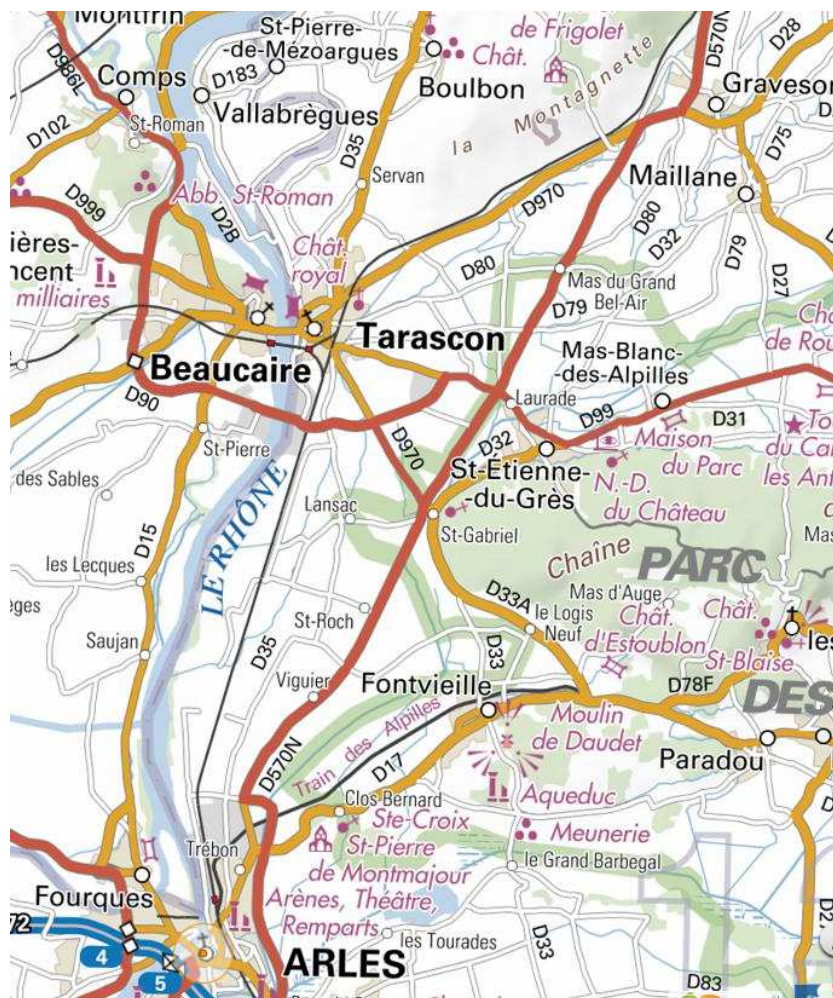 Montfrin
St-Pierre-
-de-Mézoargues
de Frigolet
Chât.
D570N
D28
D986L
Comps
D183
Boulbon
la Montagnette
Graveson
Vallabrègues
St-Roman
D102
D35
D75
Servan
Maillane
D999
Abb. St-Roman
D970
D2B
D80
D32
D79
D27
Chât.
royal
milliaires
D80
Mas du Grand
Bel-Air
D79
Tarascon
Mas-Blanc-
-des-Alpilles
Beaucaire
D90
Laurade
D99
D31
St-Pierre
D970
D32
Maison
du Parc
des Sables
St-Étienne-
-du-Grès
N.-D.
du Château
les Ant
Lansac
St-Gabriel
D15
LE RHÔNE
Chaîne
PARC
les Lecques
Mas d'Auge
D33A
le Logis
Neuf
Chât.
d'Estoublon
Chât.
St-Roch
Saujan
D35
D33
St-Blaise
les
Viguier
Fontvieille
D78F
DES
D570N
Train des Alpilles
D17
Moulin
de Daudet
Paradou
Clos Bernard
Aqueduc
Ste-Croix
Meunerie
Trébon
St-Pierre
de Montmajour
le Grand Barbegal
Fourques
Arènes, Théâtre,
Remparts
les Tourades
D33
4
5
ARLES
D83